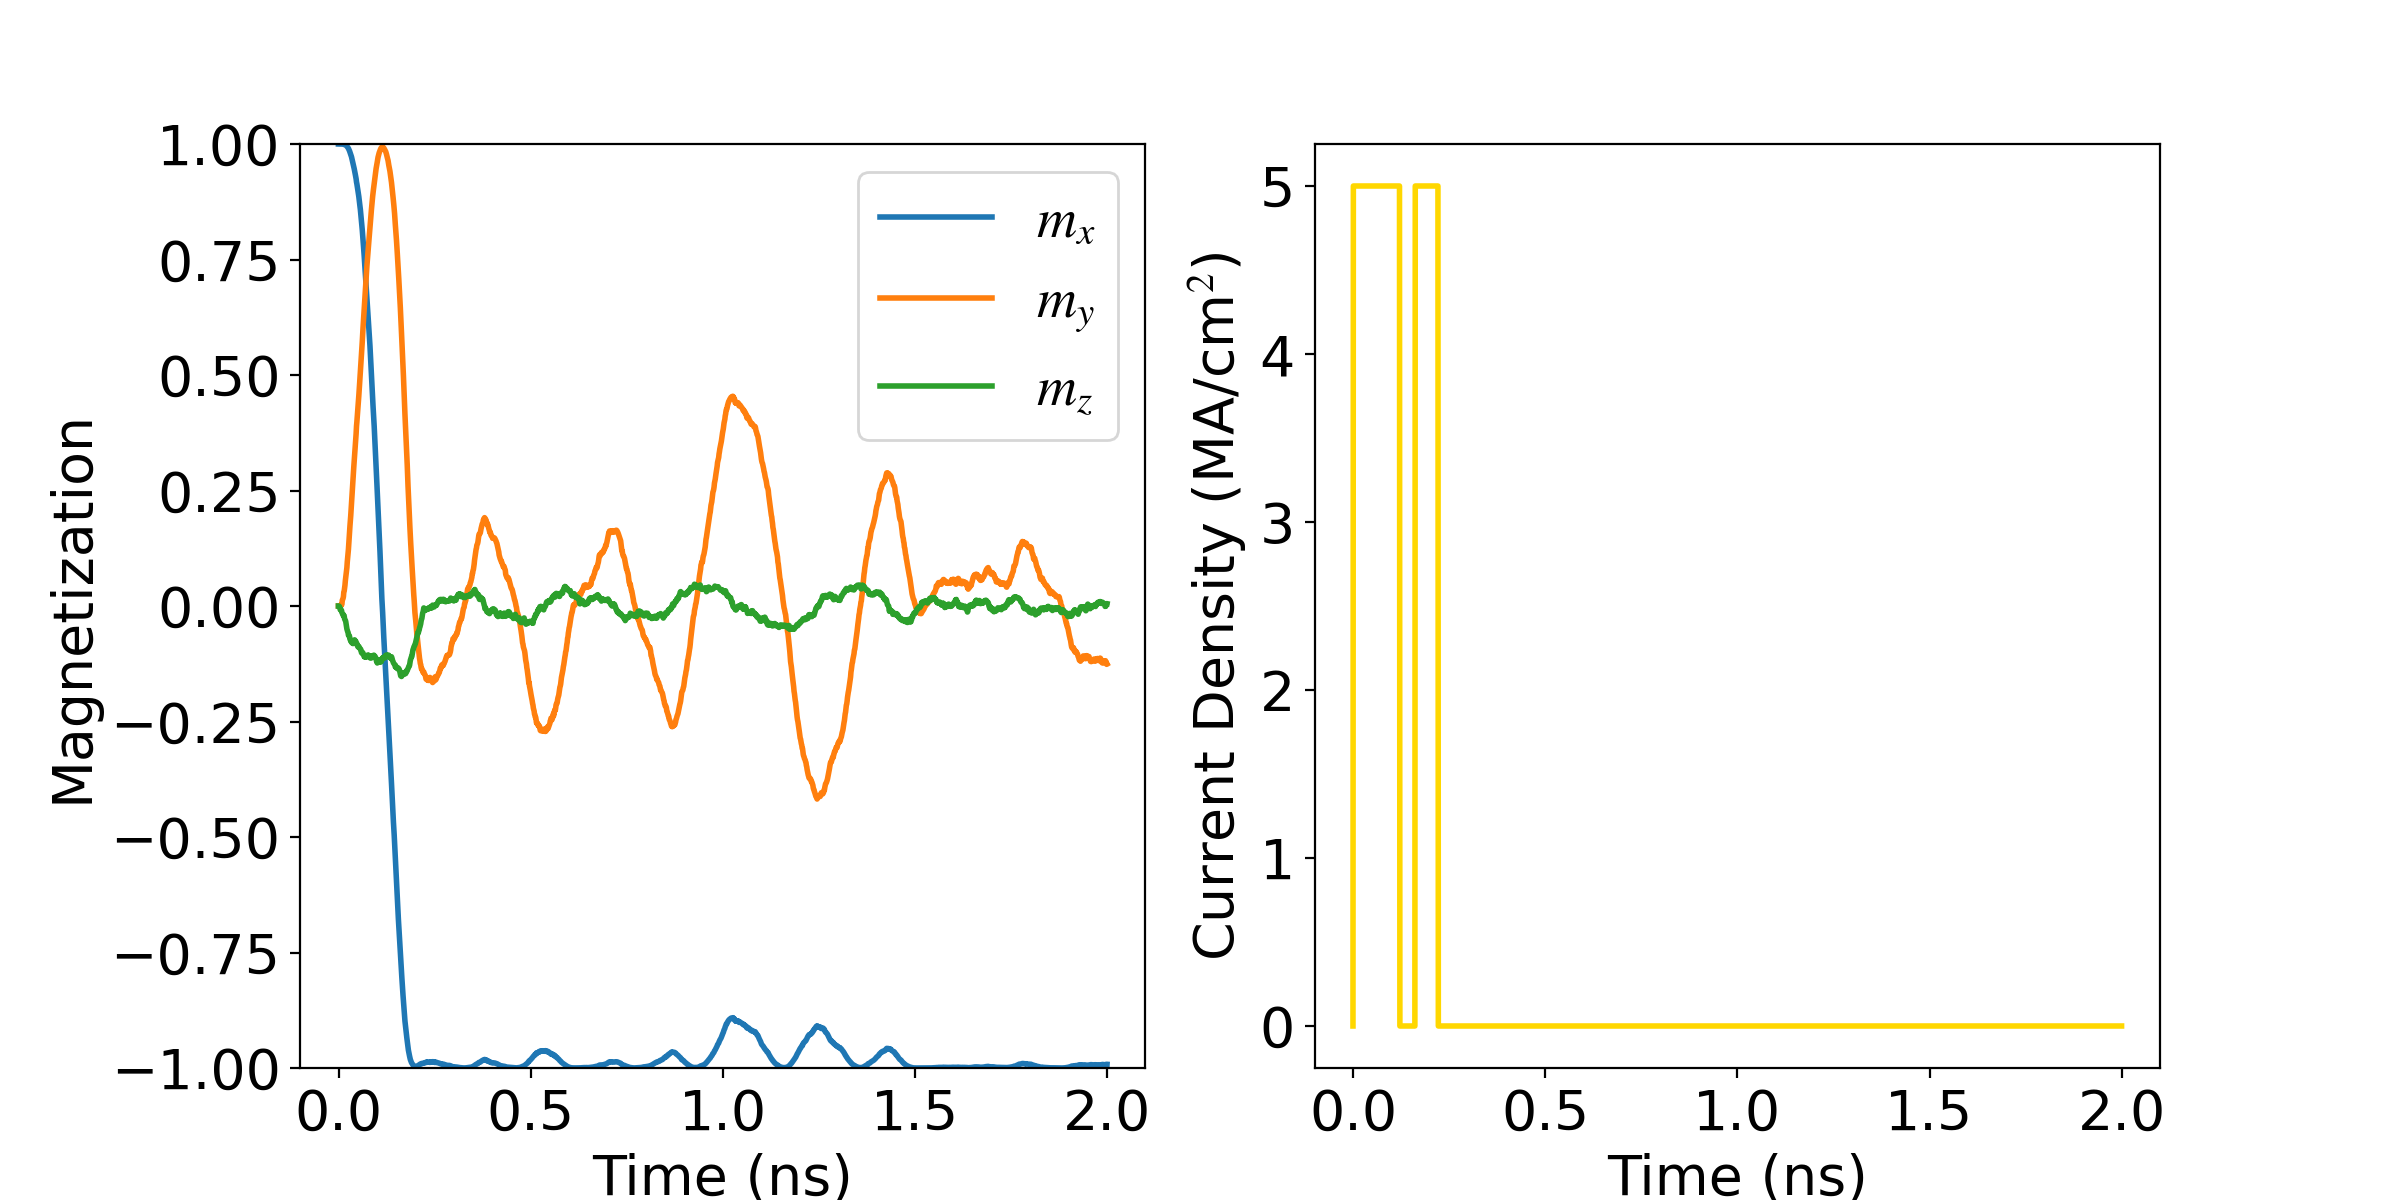 1.00
0.75
0.50
0.25
0.00
−0.25
−0.50
−0.75
−1.00
Magnetization
0.0 0.5 1.0 1.5 2.0
Time (ns)
m_x
m_y
m_z
5
4
3
2
1
0
Current Density (MA/cm²)
0.0 0.5 1.0 1.5 2.0
Time (ns)